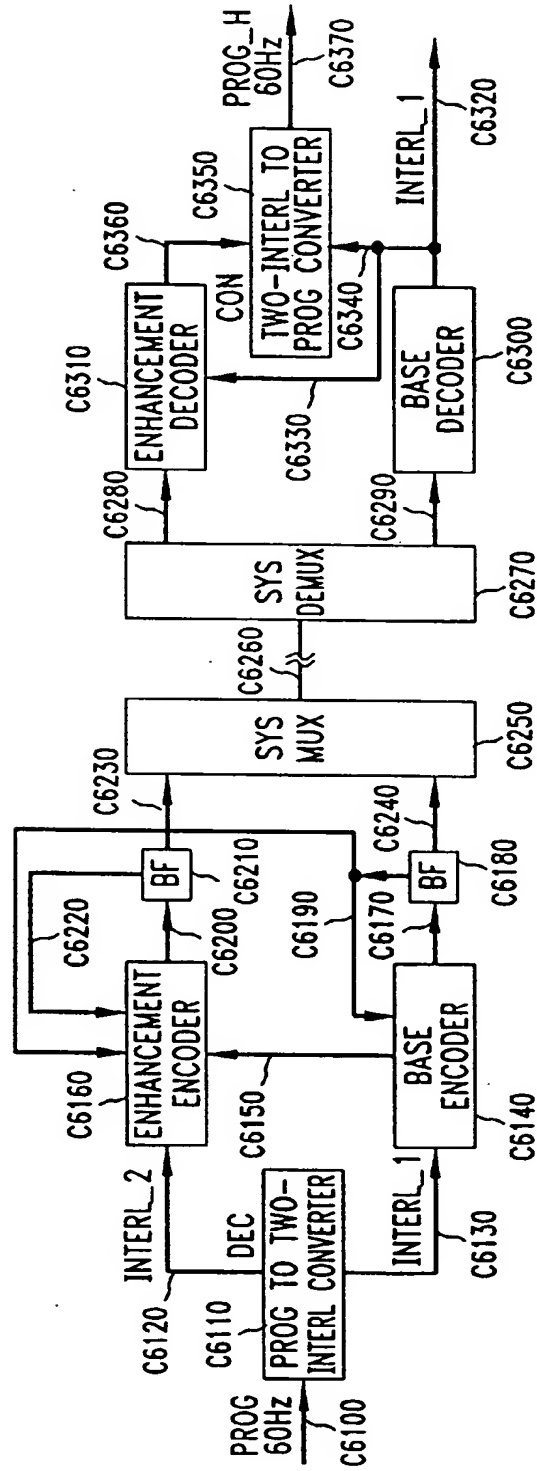 PROG
60Hz
C6100
PROG TO TWO-
INTERL CONVERTER
C6110
DEC
INTERL_2
C6120
INTERL_1
C6130
ENHANCEMENT
ENCODER
C6160
BASE
ENCODER
C6140
C6150
C6220
C6200
BF
C6210
C6190
C6170
BF
C6180
C6230
C6240
SYS
MUX
C6250
C6260
SYS
DEMUX
C6270
C6280
C6290
ENHANCEMENT
DECODER
C6310
BASE
DECODER
C6300
C6330
C6340
C6360
CON
TWO-INTERL TO
PROG CONVERTER
C6350
PROG_H
60Hz
C6370
INTERL_1
C6320